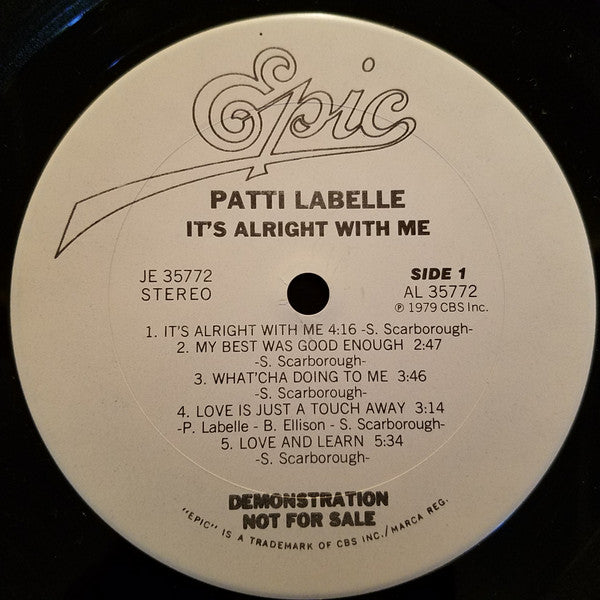 Epic
PATTI LABELLE
IT'S ALRIGHT WITH ME
JE 35772
STEREO
SIDE 1
AL 35772
℗ 1979 CBS Inc.
1. IT'S ALRIGHT WITH ME 4:16 -S. Scarborough-
2. MY BEST WAS GOOD ENOUGH 2:47
-S. Scarborough-
3. WHAT'CHA DOING TO ME 3:46
-S. Scarborough-
4. LOVE IS JUST A TOUCH AWAY 3:14
-P. Labelle - B. Ellison - S. Scarborough-
5. LOVE AND LEARN 5:34
-S. Scarborough-
DEMONSTRATION
NOT FOR SALE
"EPIC" IS A TRADEMARK OF CBS INC./MARCA REG.